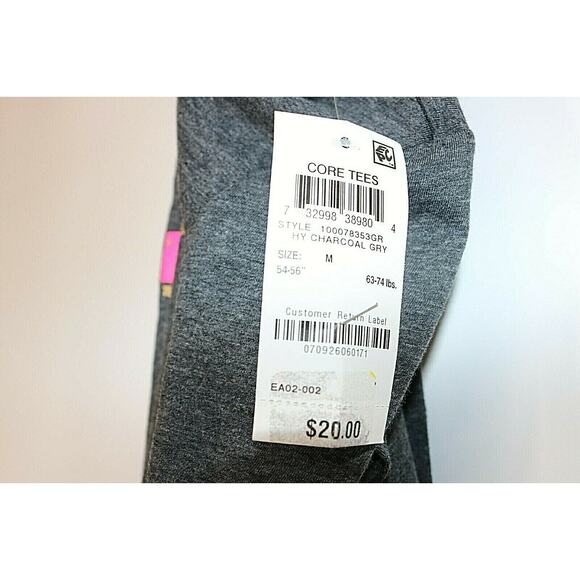 CORE TEES
7 32998 38980 4
STYLE 100078353GR
HY CHARCOAL GRY
SIZE: M
54-56" 63-74 lbs.
Customer Return Label
070926060171
EA02-002
$20.00